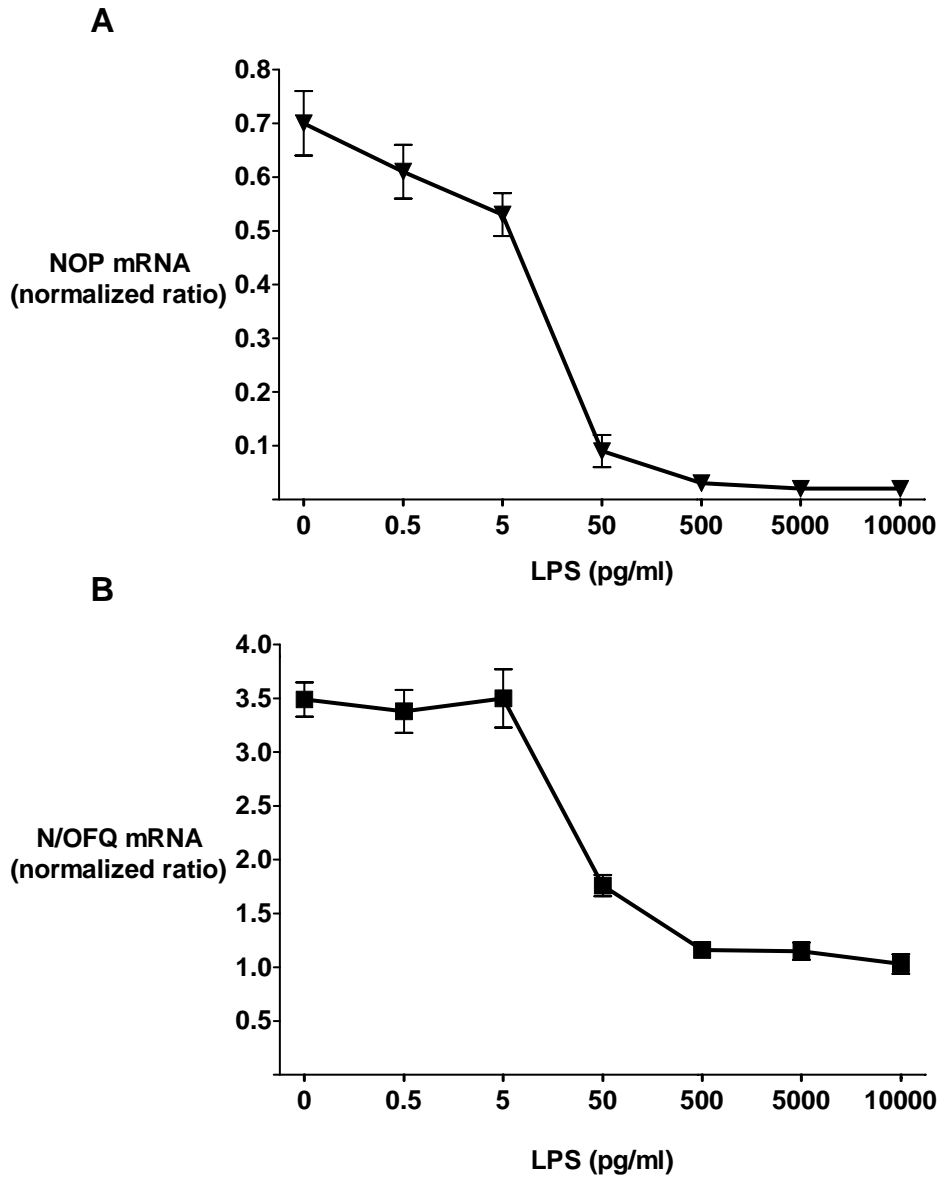 A
0.8
0.7
0.6
0.5
0.4
0.3
0.2
0.1
NOP mRNA
(normalized ratio)
0 0.5 5 50 500 5000 10000
LPS (pg/ml)
B
4.0
3.5
3.0
2.5
2.0
1.5
1.0
0.5
N/OFQ mRNA
(normalized ratio)
0 0.5 5 50 500 5000 10000
LPS (pg/ml)